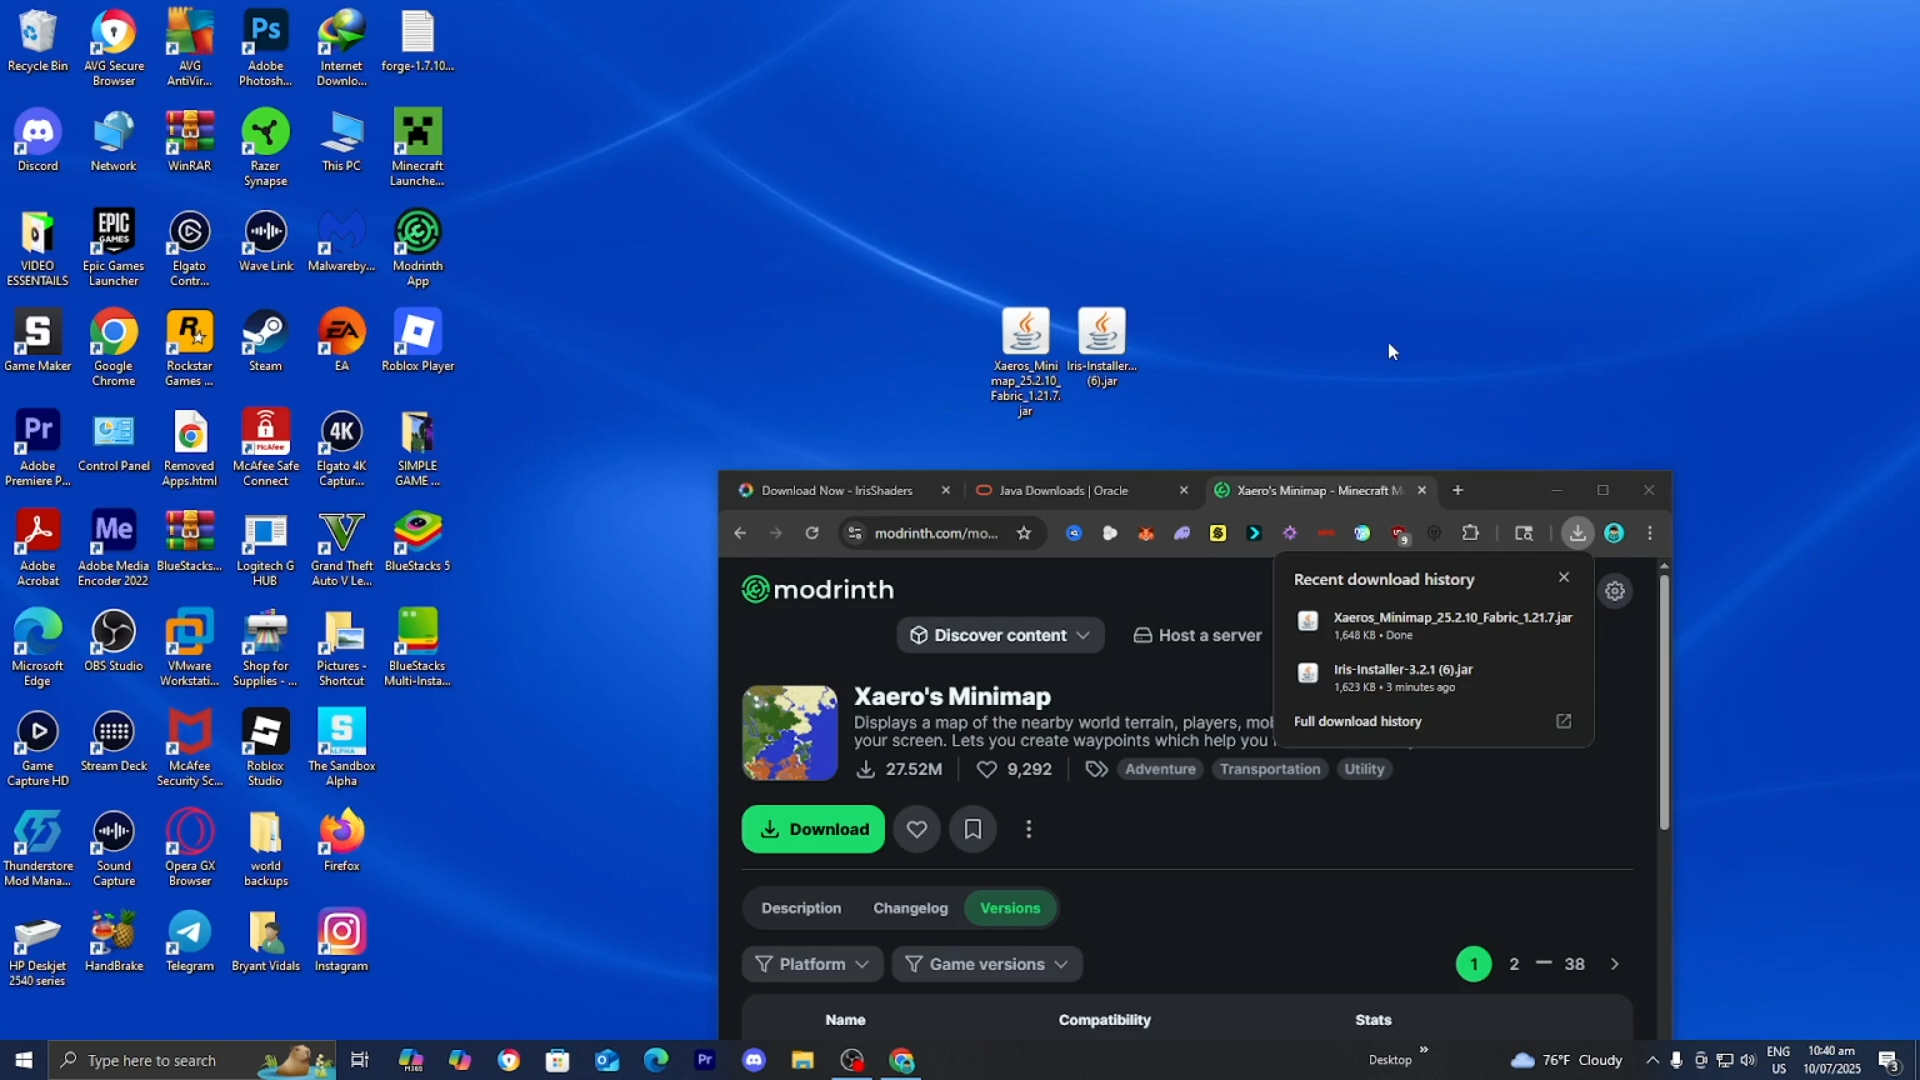 Recycle Bin
AVG Secure
Browser
AVG
AntiVir...
Adobe
Photosh...
Internet
Downlo...
forge-1.7.10...
Discord
Network
WinRAR
Razer
Synapse
This PC
Minecraft
Launche...
VIDEO
ESSENTAILS
Epic Games
Launcher
Elgato
Contr...
Wave Link
Malwareby...
Modrinth
App
Game Maker
Google
Chrome
Rockstar
Games ...
Steam
EA
Roblox Player
Xaeros_Mini
map_25.2.10_
Fabric_1.21.7.
jar
Iris-Installer...
(6).jar
Adobe
Premiere P...
Control Panel
Removed
Apps.html
McAfee Safe
Connect
Elgato 4K
Captur...
SIMPLE
GAME ...
Adobe
Acrobat
Adobe Media
Encoder 2022
BlueStacks...
Logitech G
HUB
Grand Theft
Auto V Le...
BlueStacks 5
Microsoft
Edge
OBS Studio
VMware
Workstati...
Shop for
Supplies - ...
Pictures -
Shortcut
BlueStacks
Multi-Insta...
Game
Capture HD
Stream Deck
McAfee
Security Sc...
Roblox
Studio
The Sandbox
Alpha
Thunderstore
Mod Mana...
Sound
Capture
Opera GX
Browser
world
backups
Firefox
HP Deskjet
2540 series
HandBrake
Telegram
Bryant Vidals
Instagram
Download Now - IrisShaders
Java Downloads | Oracle
Xaero's Minimap - Minecraft M
modrinth.com/mo...
9
modrinth
Discover content
Host a server
Recent download history
Xaeros_Minimap_25.2.10_Fabric_1.21.7.jar
1,648 KB • Done
Iris-Installer-3.2.1 (6).jar
1,623 KB • 3 minutes ago
Full download history
Xaero's Minimap
Displays a map of the nearby world terrain, players, mob
your screen. Lets you create waypoints which help you
27.52M
9,292
Adventure
Transportation
Utility
Download
Description
Changelog
Versions
Platform
Game versions
1
2
38
Name
Compatibility
Stats
Type here to search
Desktop
76°F Cloudy
ENG
US
10:40 am
10/07/2025
3